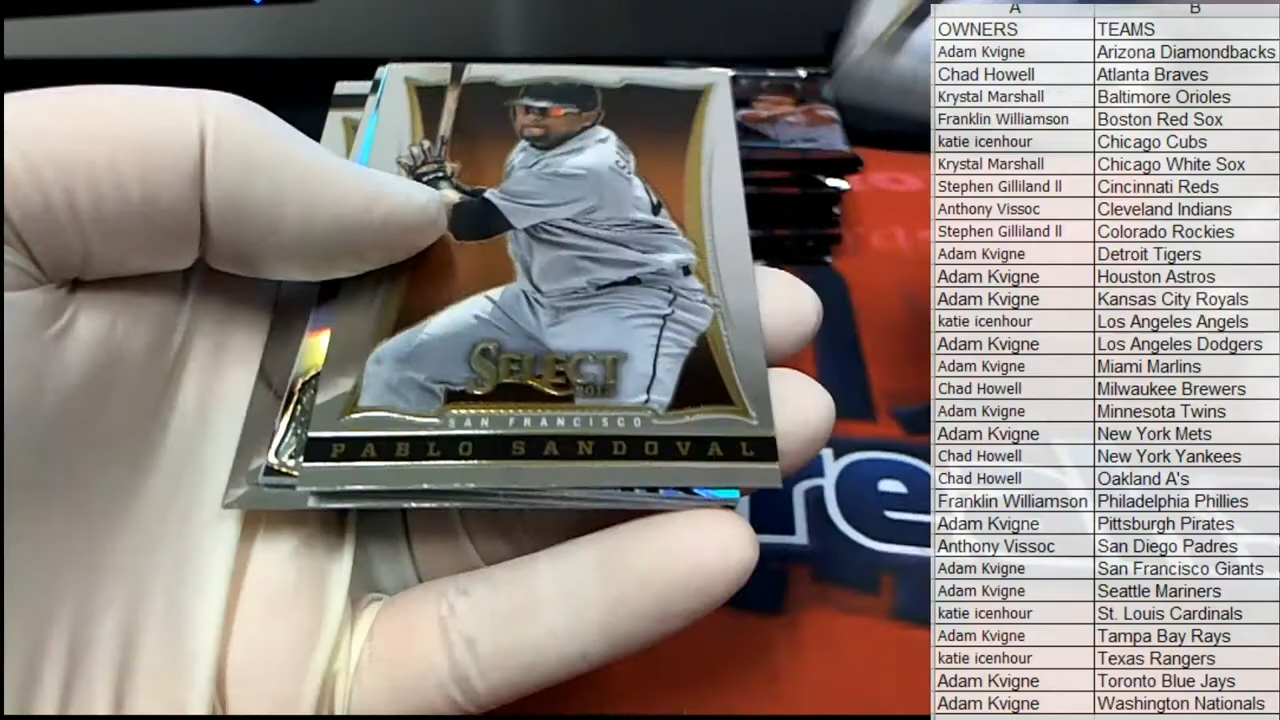 SELECT
2013
SAN FRANCISCO
PABLO SANDOVAL
re
A B
OWNERS TEAMS
Adam Kvigne Arizona Diamondbacks
Chad Howell Atlanta Braves
Krystal Marshall Baltimore Orioles
Franklin Williamson Boston Red Sox
katie icenhour Chicago Cubs
Krystal Marshall Chicago White Sox
Stephen Gilliland ll Cincinnati Reds
Anthony Vissoc Cleveland Indians
Stephen Gilliland ll Colorado Rockies
Adam Kvigne Detroit Tigers
Adam Kvigne Houston Astros
Adam Kvigne Kansas City Royals
katie icenhour Los Angeles Angels
Adam Kvigne Los Angeles Dodgers
Adam Kvigne Miami Marlins
Chad Howell Milwaukee Brewers
Adam Kvigne Minnesota Twins
Adam Kvigne New York Mets
Chad Howell New York Yankees
Chad Howell Oakland A's
Franklin Williamson Philadelphia Phillies
Adam Kvigne Pittsburgh Pirates
Anthony Vissoc San Diego Padres
Adam Kvigne San Francisco Giants
Adam Kvigne Seattle Mariners
katie icenhour St. Louis Cardinals
Adam Kvigne Tampa Bay Rays
katie icenhour Texas Rangers
Adam Kvigne Toronto Blue Jays
Adam Kvigne Washington Nationals